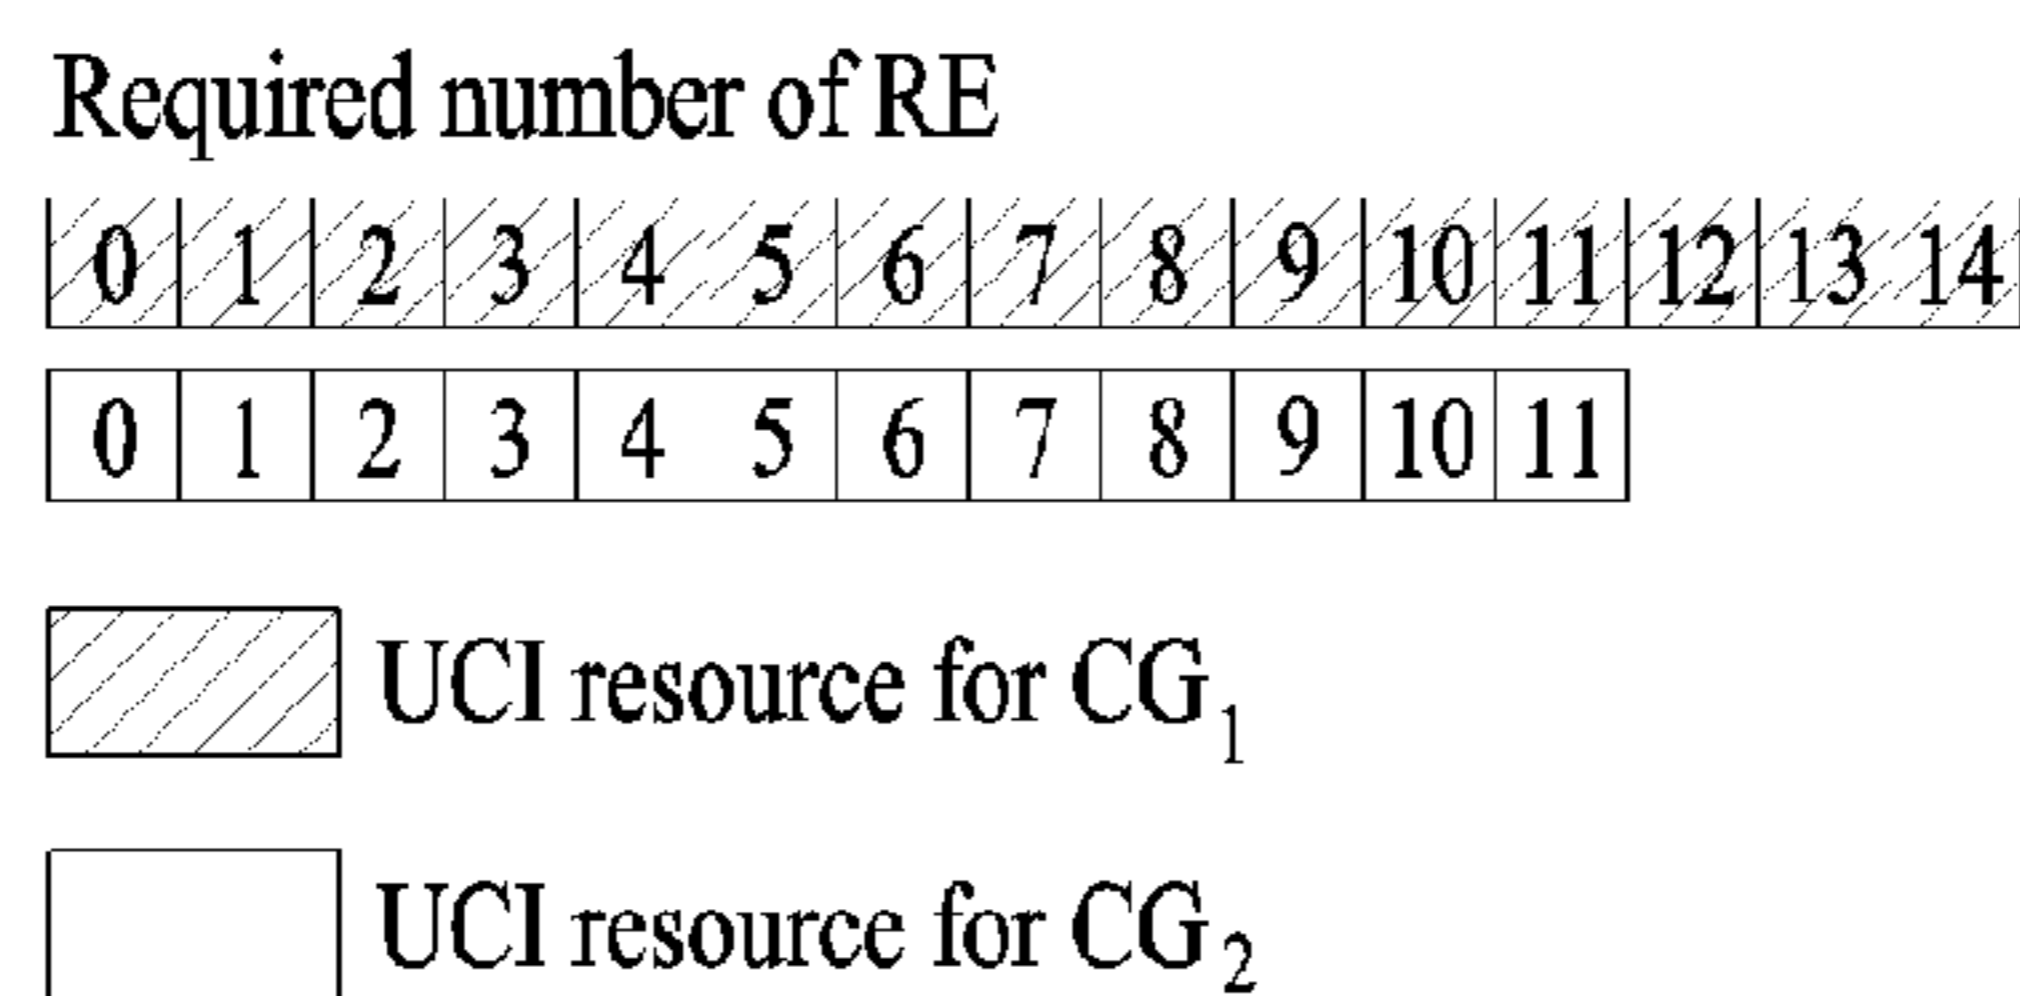 Required number of RE
0 1 2 3 4 5 6 7 8 9 10 11 12 13 14
0 1 2 3 4 5 6 7 8 9 10 11
UCI resource for CG1
UCI resource for CG2